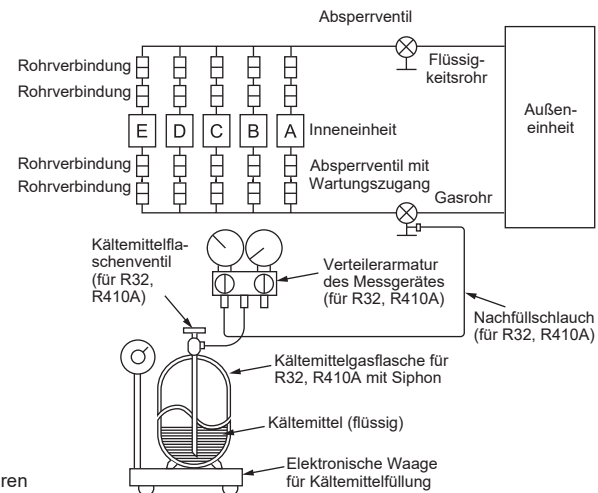 Absperrventil
Flüssig-
keitsrohr
Rohrverbindung
Rohrverbindung
Außen-
einheit
E D C B A Inneneinheit
Rohrverbindung
Rohrverbindung
Absperrventil mit
Wartungszugang
Gasrohr
Kältemittelfla-
schenventil
(für R32,
R410A)
Verteilerarmatur
des Messgerätes
(für R32, R410A)
Nachfüllschlauch
(für R32, R410A)
Kältemittelgasflasche für
R32, R410A mit Siphon
Kältemittel (flüssig)
Elektronische Waage
für Kältemittelfüllung
ren